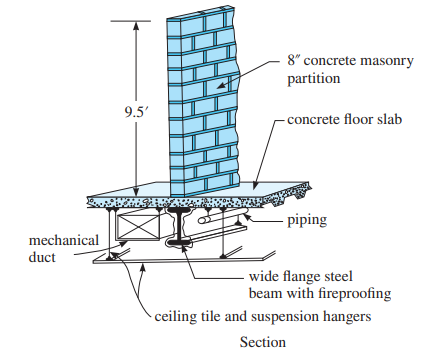 8" concrete masonry
partition
9.5′
concrete floor slab
piping
mechanical
duct
wide flange steel
beam with fireproofing
ceiling tile and suspension hangers
Section